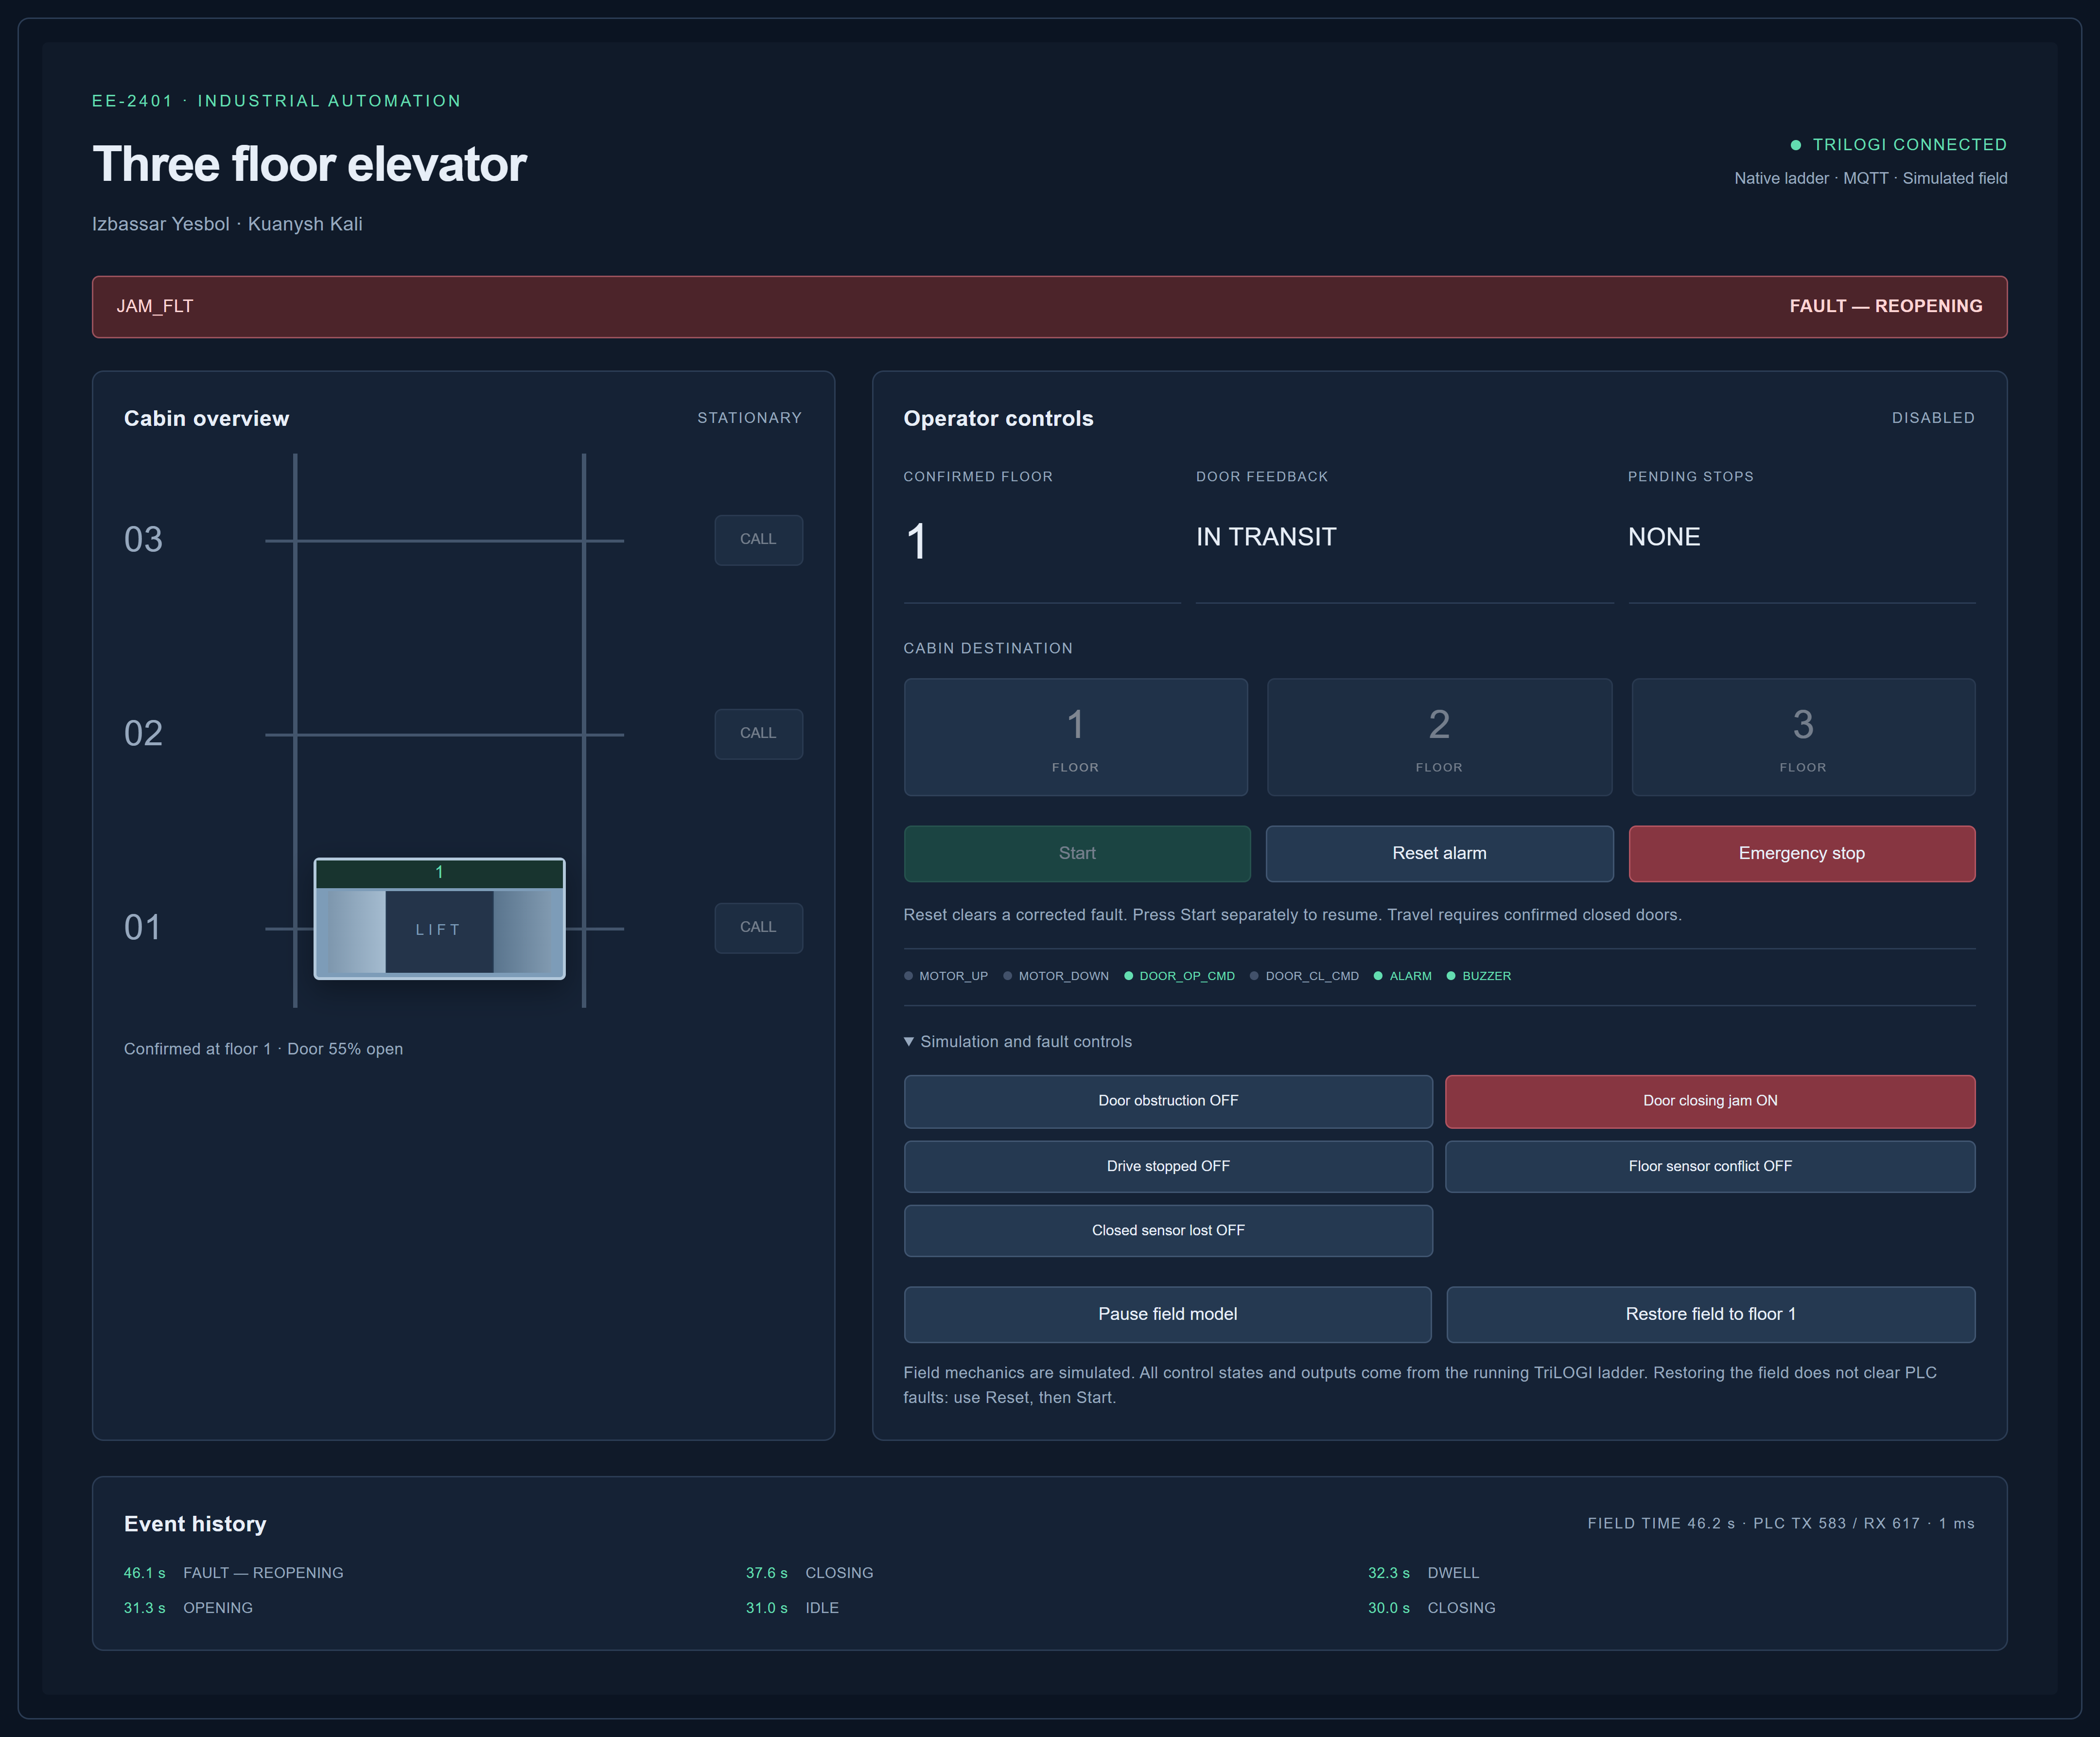 EE-2401 · INDUSTRIAL AUTOMATION
Three floor elevator
Izbassar Yesbol · Kuanysh Kali
TRILOGI CONNECTED
Native ladder · MQTT · Simulated field
JAM_FLT
FAULT — REOPENING
Cabin overview
STATIONARY
03
CALL
02
CALL
1
LIFT
01
CALL
Confirmed at floor 1 · Door 55% open
Operator controls
DISABLED
CONFIRMED FLOOR
1
DOOR FEEDBACK
IN TRANSIT
PENDING STOPS
NONE
CABIN DESTINATION
1
FLOOR
2
FLOOR
3
FLOOR
Start
Reset alarm
Emergency stop
Reset clears a corrected fault. Press Start separately to resume. Travel requires confirmed closed doors.
MOTOR_UP
MOTOR_DOWN
DOOR_OP_CMD
DOOR_CL_CMD
ALARM
BUZZER
▼ Simulation and fault controls
Door obstruction OFF
Door closing jam ON
Drive stopped OFF
Floor sensor conflict OFF
Closed sensor lost OFF
Pause field model
Restore field to floor 1
Field mechanics are simulated. All control states and outputs come from the running TriLOGI ladder. Restoring the field does not clear PLC
faults: use Reset, then Start.
Event history
FIELD TIME 46.2 s · PLC TX 583 / RX 617 · 1 ms
46.1 s FAULT — REOPENING
37.6 s CLOSING
32.3 s DWELL
31.3 s OPENING
31.0 s IDLE
30.0 s CLOSING